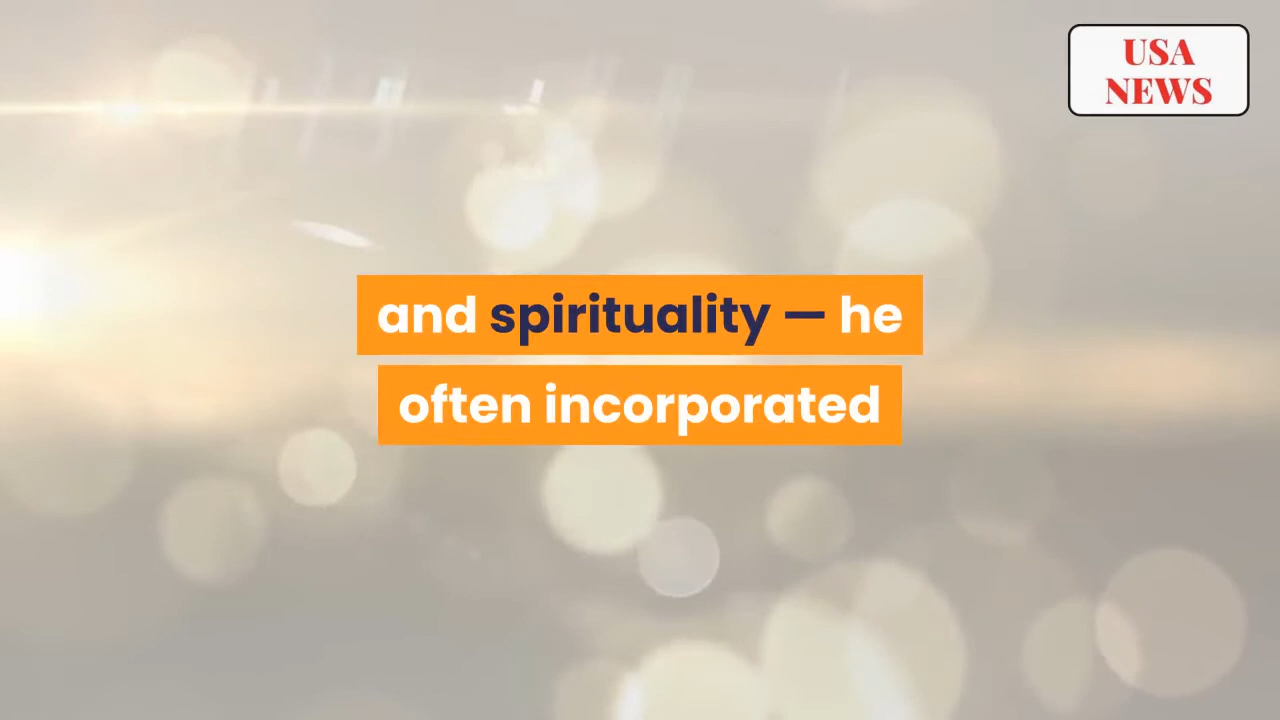 USA
NEWS
and spirituality — he
often incorporated